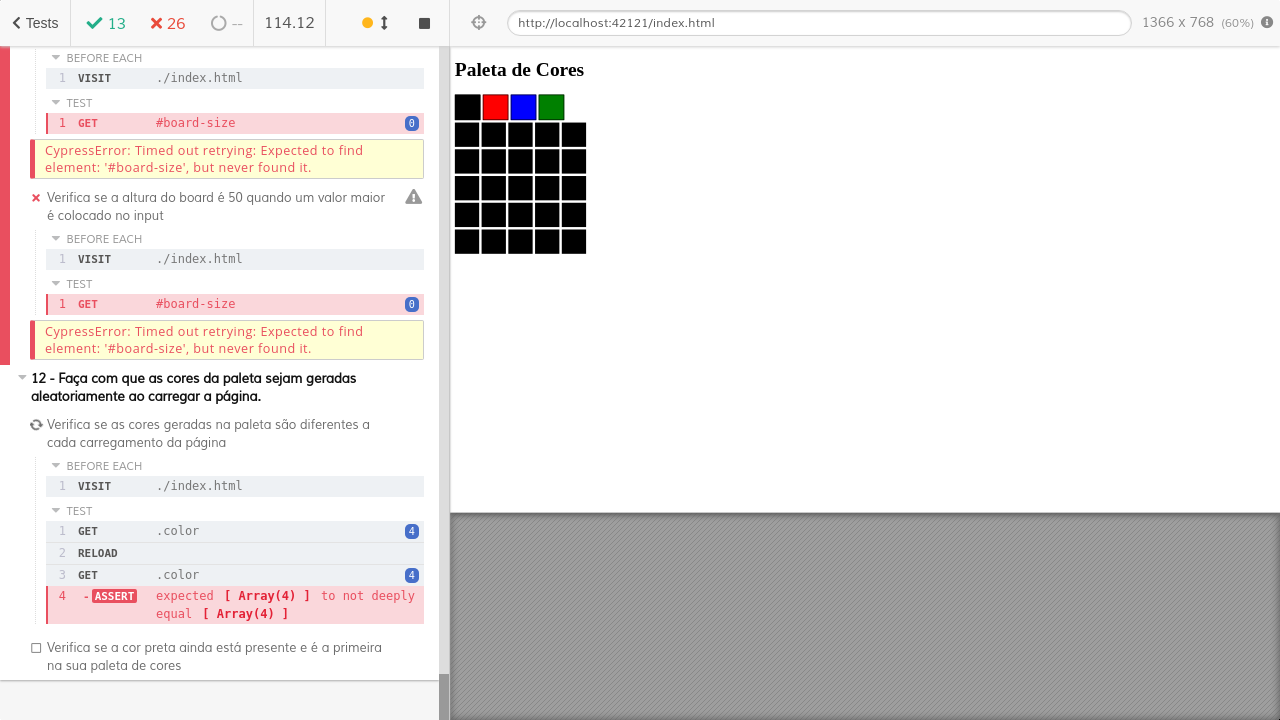 Tests 13 26 -- 114.12 http://localhost:42121/index.html 1366 x 768 (60%)
BEFORE EACH
1 VISIT ./index.html
TEST
1 GET #board-size 0
CypressError: Timed out retrying: Expected to find
element: '#board-size', but never found it.
Verifica se a altura do board é 50 quando um valor maior
é colocado no input
BEFORE EACH
1 VISIT ./index.html
TEST
1 GET #board-size 0
CypressError: Timed out retrying: Expected to find
element: '#board-size', but never found it.
12 - Faça com que as cores da paleta sejam geradas
aleatoriamente ao carregar a página.
Verifica se as cores geradas na paleta são diferentes a
cada carregamento da página
BEFORE EACH
1 VISIT ./index.html
TEST
1 GET .color 4
2 RELOAD
3 GET .color 4
4 -ASSERT expected [ Array(4) ] to not deeply
equal [ Array(4) ]
Verifica se a cor preta ainda está presente e é a primeira
na sua paleta de cores
Paleta de Cores